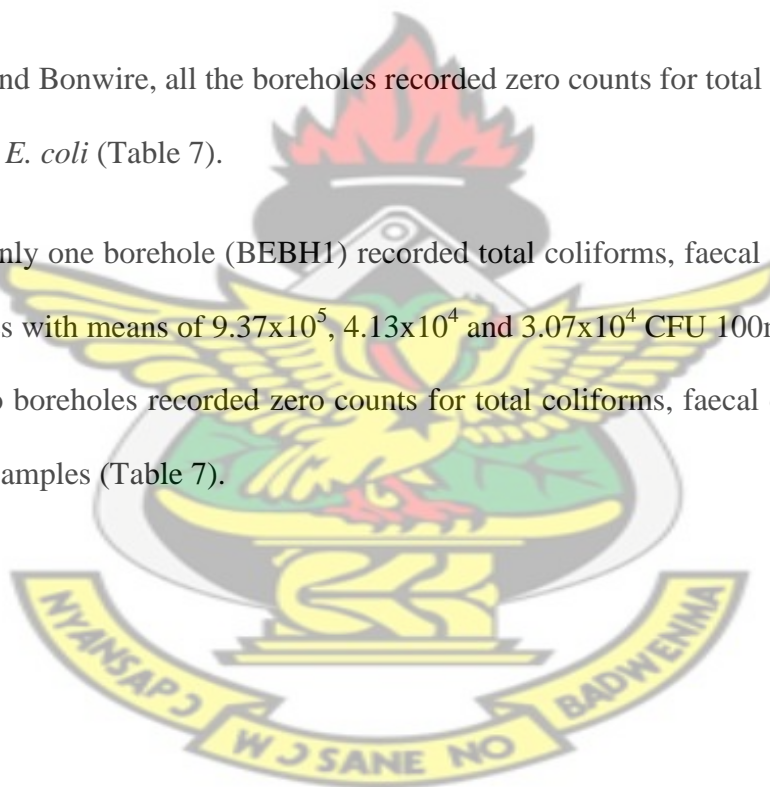 nd Bonwire, all the boreholes recorded zero counts for total
E. coli (Table 7).
nly one borehole (BEBH1) recorded total coliforms, faecal
s with means of 9.37x10⁵, 4.13x10⁴ and 3.07x10⁴ CFU 100m
o boreholes recorded zero counts for total coliforms, faecal
amples (Table 7).
NYANSAPƆ
WƆSANE NO
BADWENMA